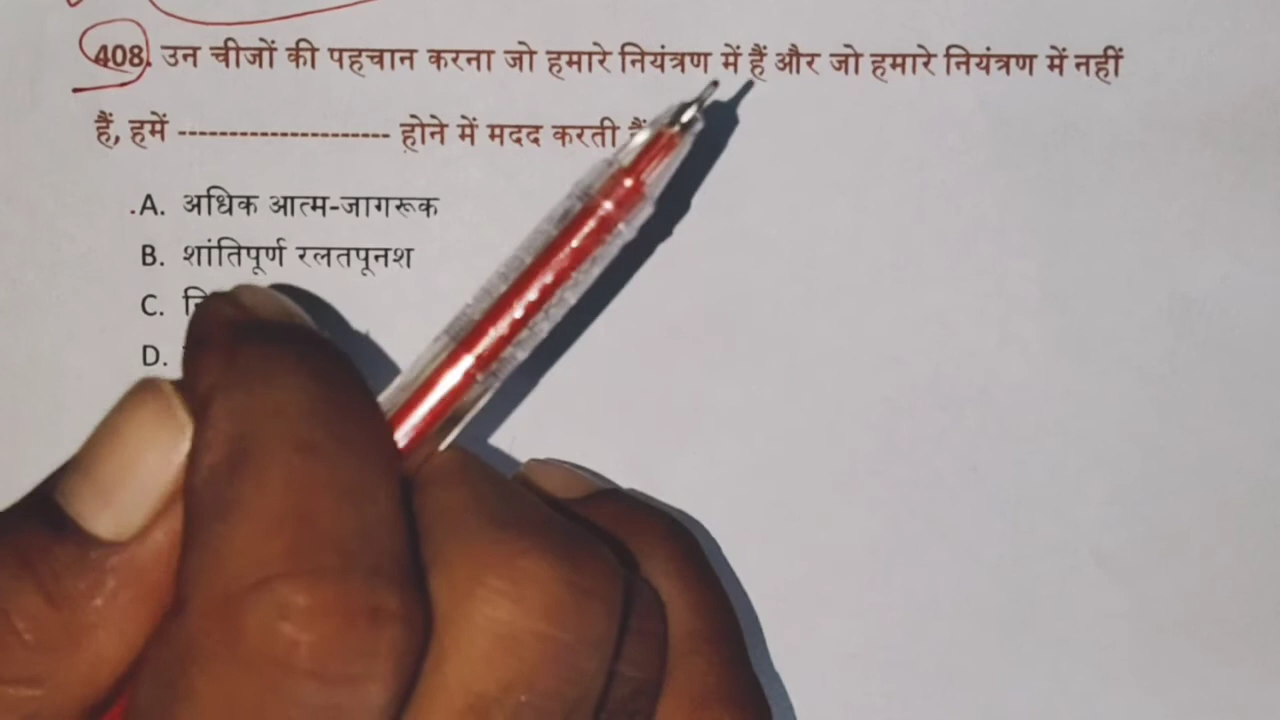 408. उन चीजों की पहचान करना जो हमारे नियंत्रण में हैं और जो हमारे नियंत्रण में नहीं
हैं, हमें --------------------- होने में मदद करती
.A. अधिक आत्म-जागरूक
B. शांतिपूर्ण रलतपूनश
C.
D.